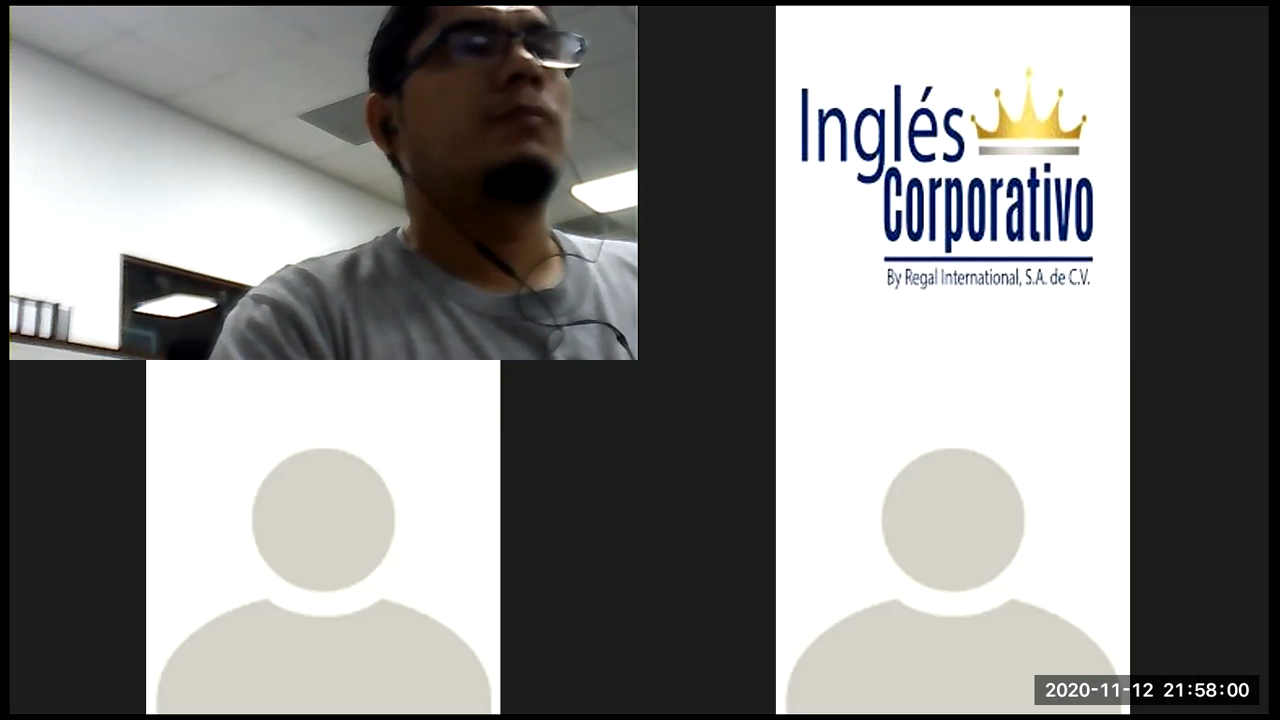 Inglés
Corporativo
By Regal International, S.A. de C.V.
2020-11-12 21:58:00